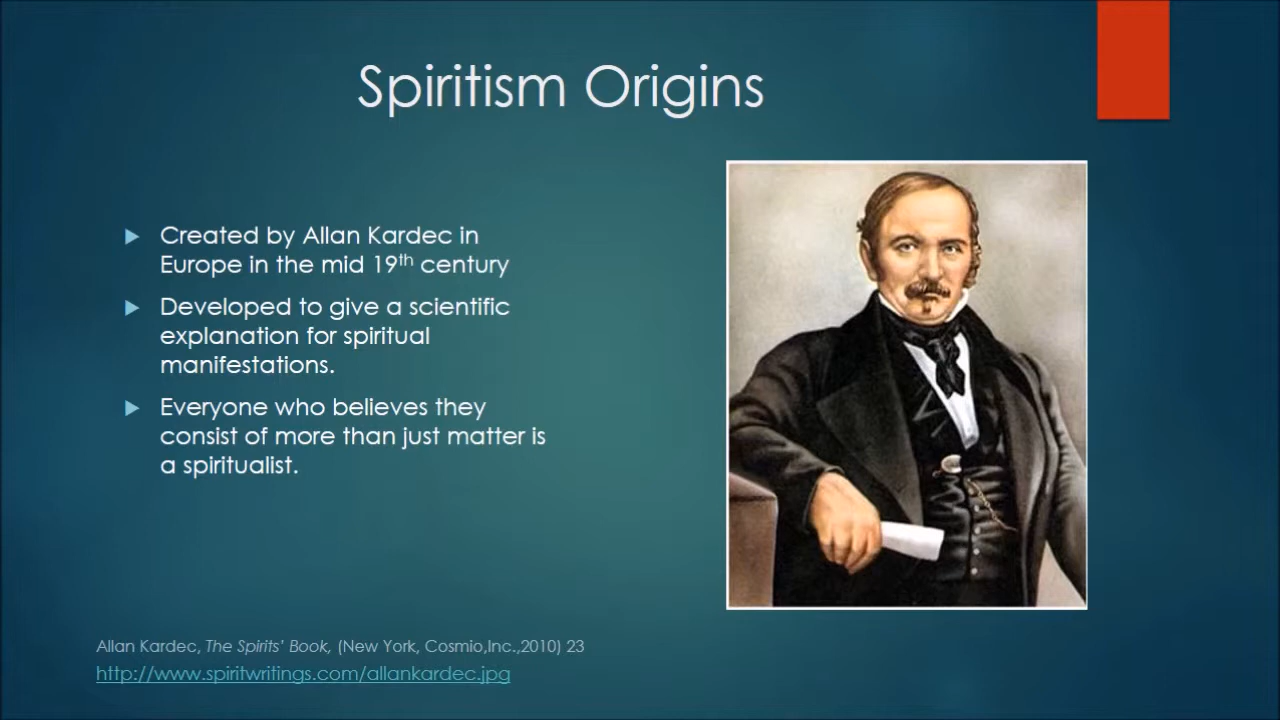 Spiritism Origins
Created by Allan Kardec in
Europe in the mid 19th century
Developed to give a scientific
explanation for spiritual
manifestations.
Everyone who believes they
consist of more than just matter is
a spiritualist.
Allan Kardec, The Spirits' Book, (New York, Cosmio,Inc.,2010) 23
http://www.spiritwritings.com/allankardec.jpg